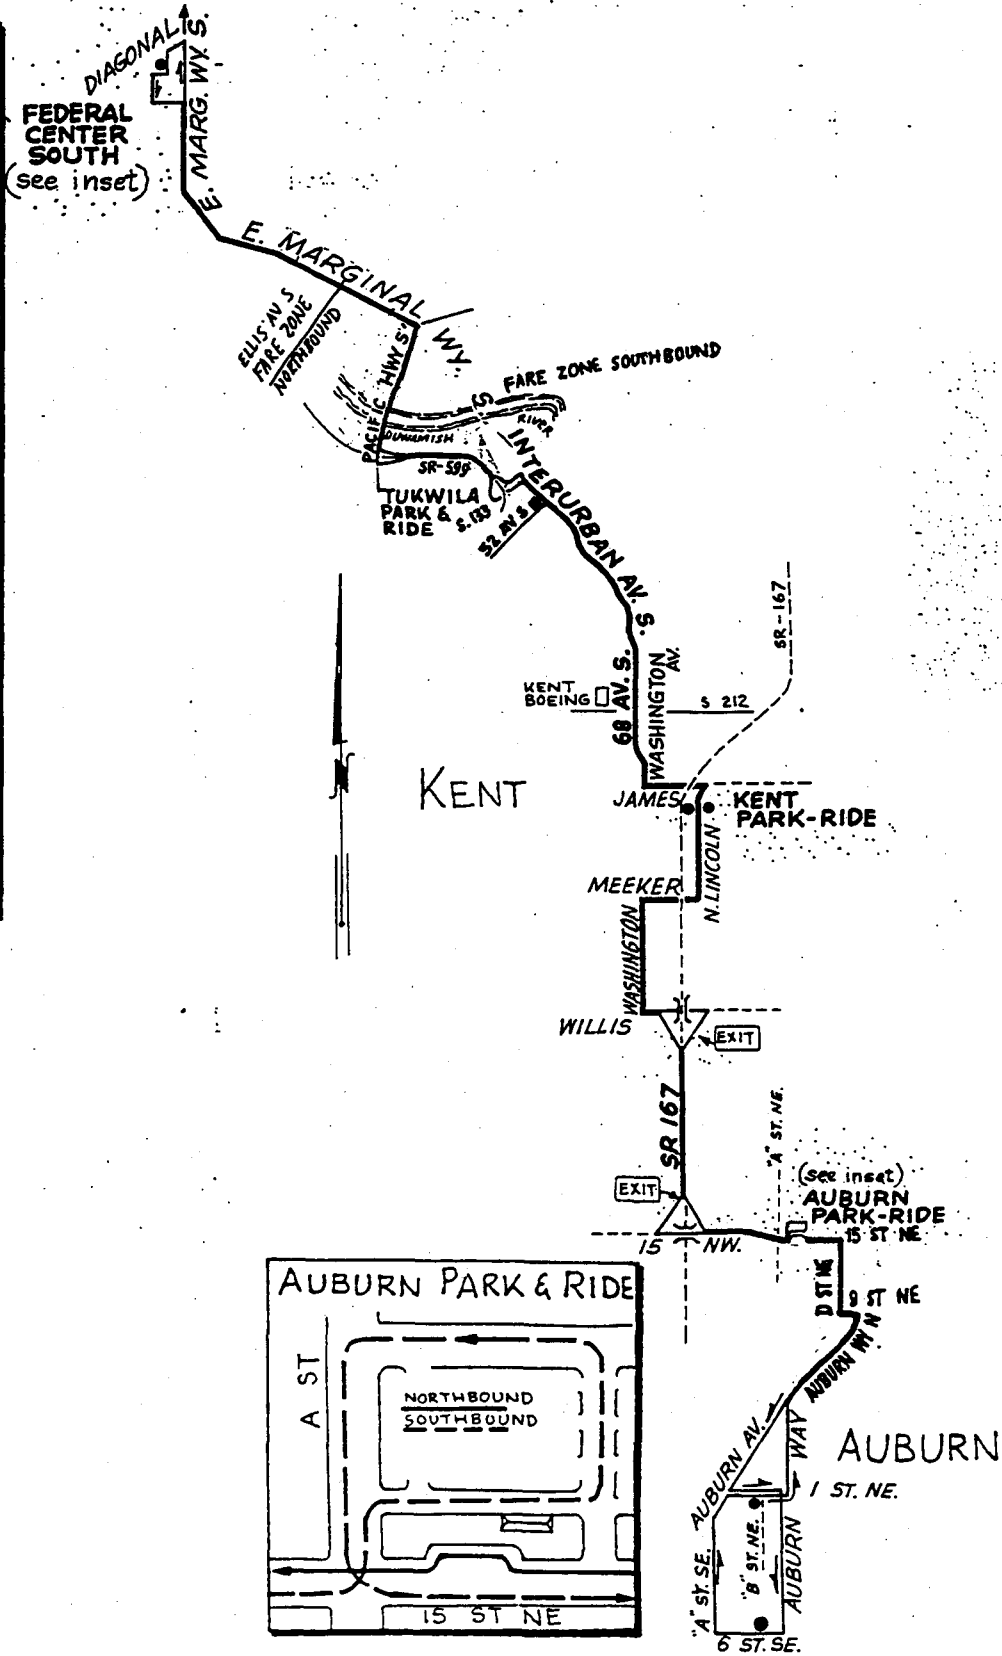 DIAGONAL
E. MARG. WY. S.
FEDERAL
CENTER
SOUTH
(see inset)
E. MARGINAL
WY.
S
ELLIS AV S
FARE ZONE
NORTHBOUND
PACIFIC HWY S.
FARE ZONE SOUTHBOUND
DUWAMISH
RIVER
SR-599
TUKWILA
PARK &
RIDE
S. 133
52 AV S
INTERURBAN AV. S.
SR-167
KENT
BOEING
68 AV. S.
WASHINGTON
AV.
S 212
N
KENT
JAMES
KENT
PARK-RIDE
N. LINCOLN
MEEKER
WASHINGTON
WILLIS
EXIT
SR 167
"A" ST. NE.
EXIT
(see inset)
AUBURN
PARK-RIDE
15 ST NE
15 NW.
D ST NE
9 ST NE
AUBURN WY N
AUBURN AV.
WAY
AUBURN
1 ST. NE.
"A" ST. SE.
"B" ST. NE.
AUBURN
6 ST. SE.
AUBURN PARK & RIDE
A ST
NORTHBOUND
SOUTHBOUND
15 ST NE